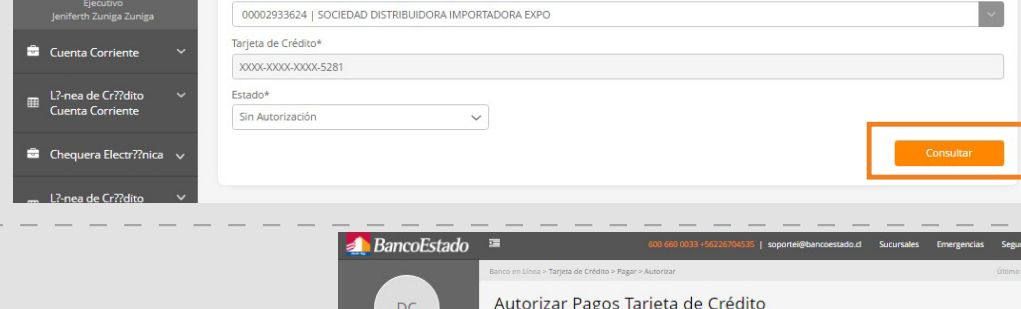 Ejecutivo
Jeniferth Zuniga Zuniga
00002933624 | SOCIEDAD DISTRIBUIDORA IMPORTADORA EXPO
Tarjeta de Crédito*
Cuenta Corriente
XXXX-XXXX-XXXX-5281
L?-nea de Cr??dito
Cuenta Corriente
Estado*
Sin Autorización
Chequera Electr??nica
Consultar
L?-nea de Cr??dito
BancoEstado
600 660 0033 +56226704535 | soportei@bancoestado.cl Sucursales Emergencias Segu
Banco en Línea > Tarjeta de Crédito > Pagar > Autorizar
Último
DC
Autorizar Pagos Tarjeta de Crédito